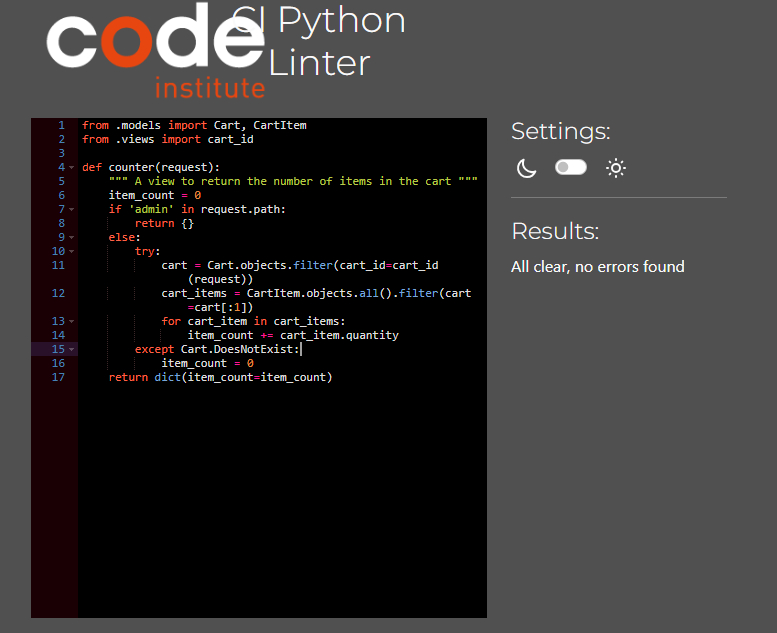 code
institute
CI Python
Linter
1 from .models import Cart, CartItem
2 from .views import cart_id
3
4 def counter(request):
5     """ A view to return the number of items in the cart """
6     item_count = 0
7     if 'admin' in request.path:
8         return {}
9     else:
10         try:
11             cart = Cart.objects.filter(cart_id=cart_id
(request))
12             cart_items = CartItem.objects.all().filter(cart
=cart[:1])
13             for cart_item in cart_items:
14                 item_count += cart_item.quantity
15         except Cart.DoesNotExist:
16             item_count = 0
17     return dict(item_count=item_count)
Settings:
Results:
All clear, no errors found